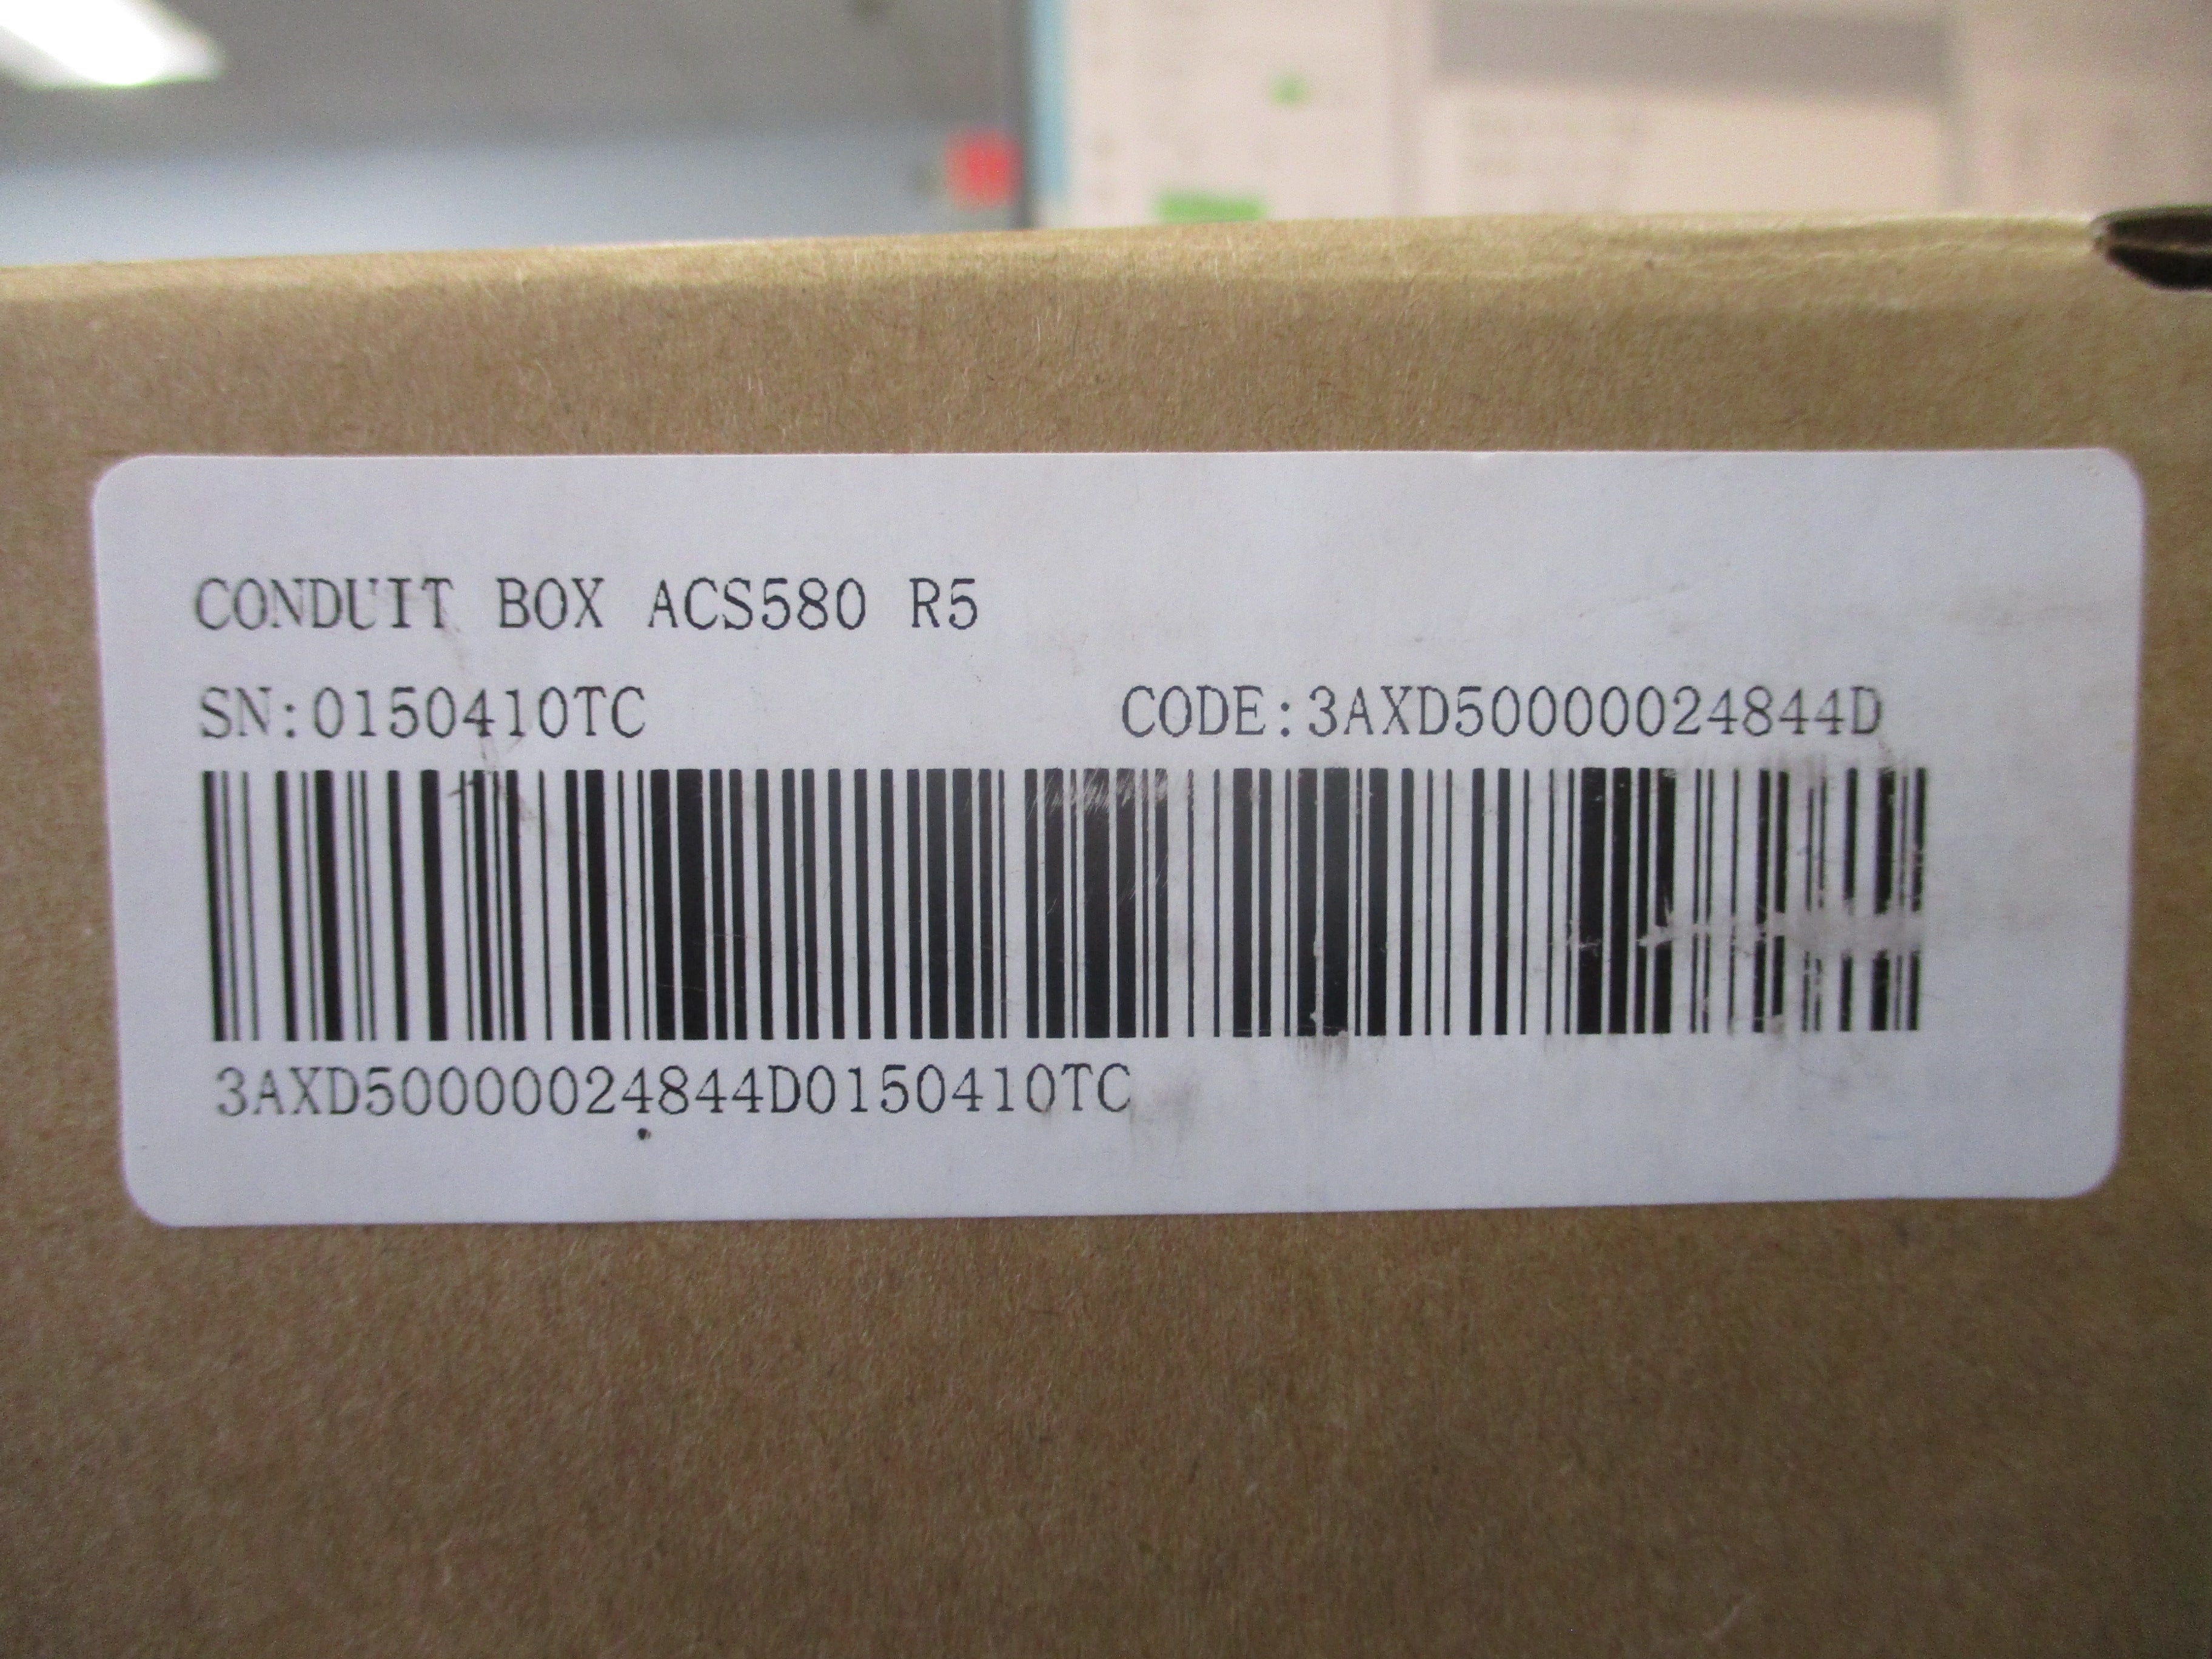 CONDUIT BOX ACS580 R5
SN:0150410TC CODE:3AXD50000024844D
3AXD50000024844D0150410TC